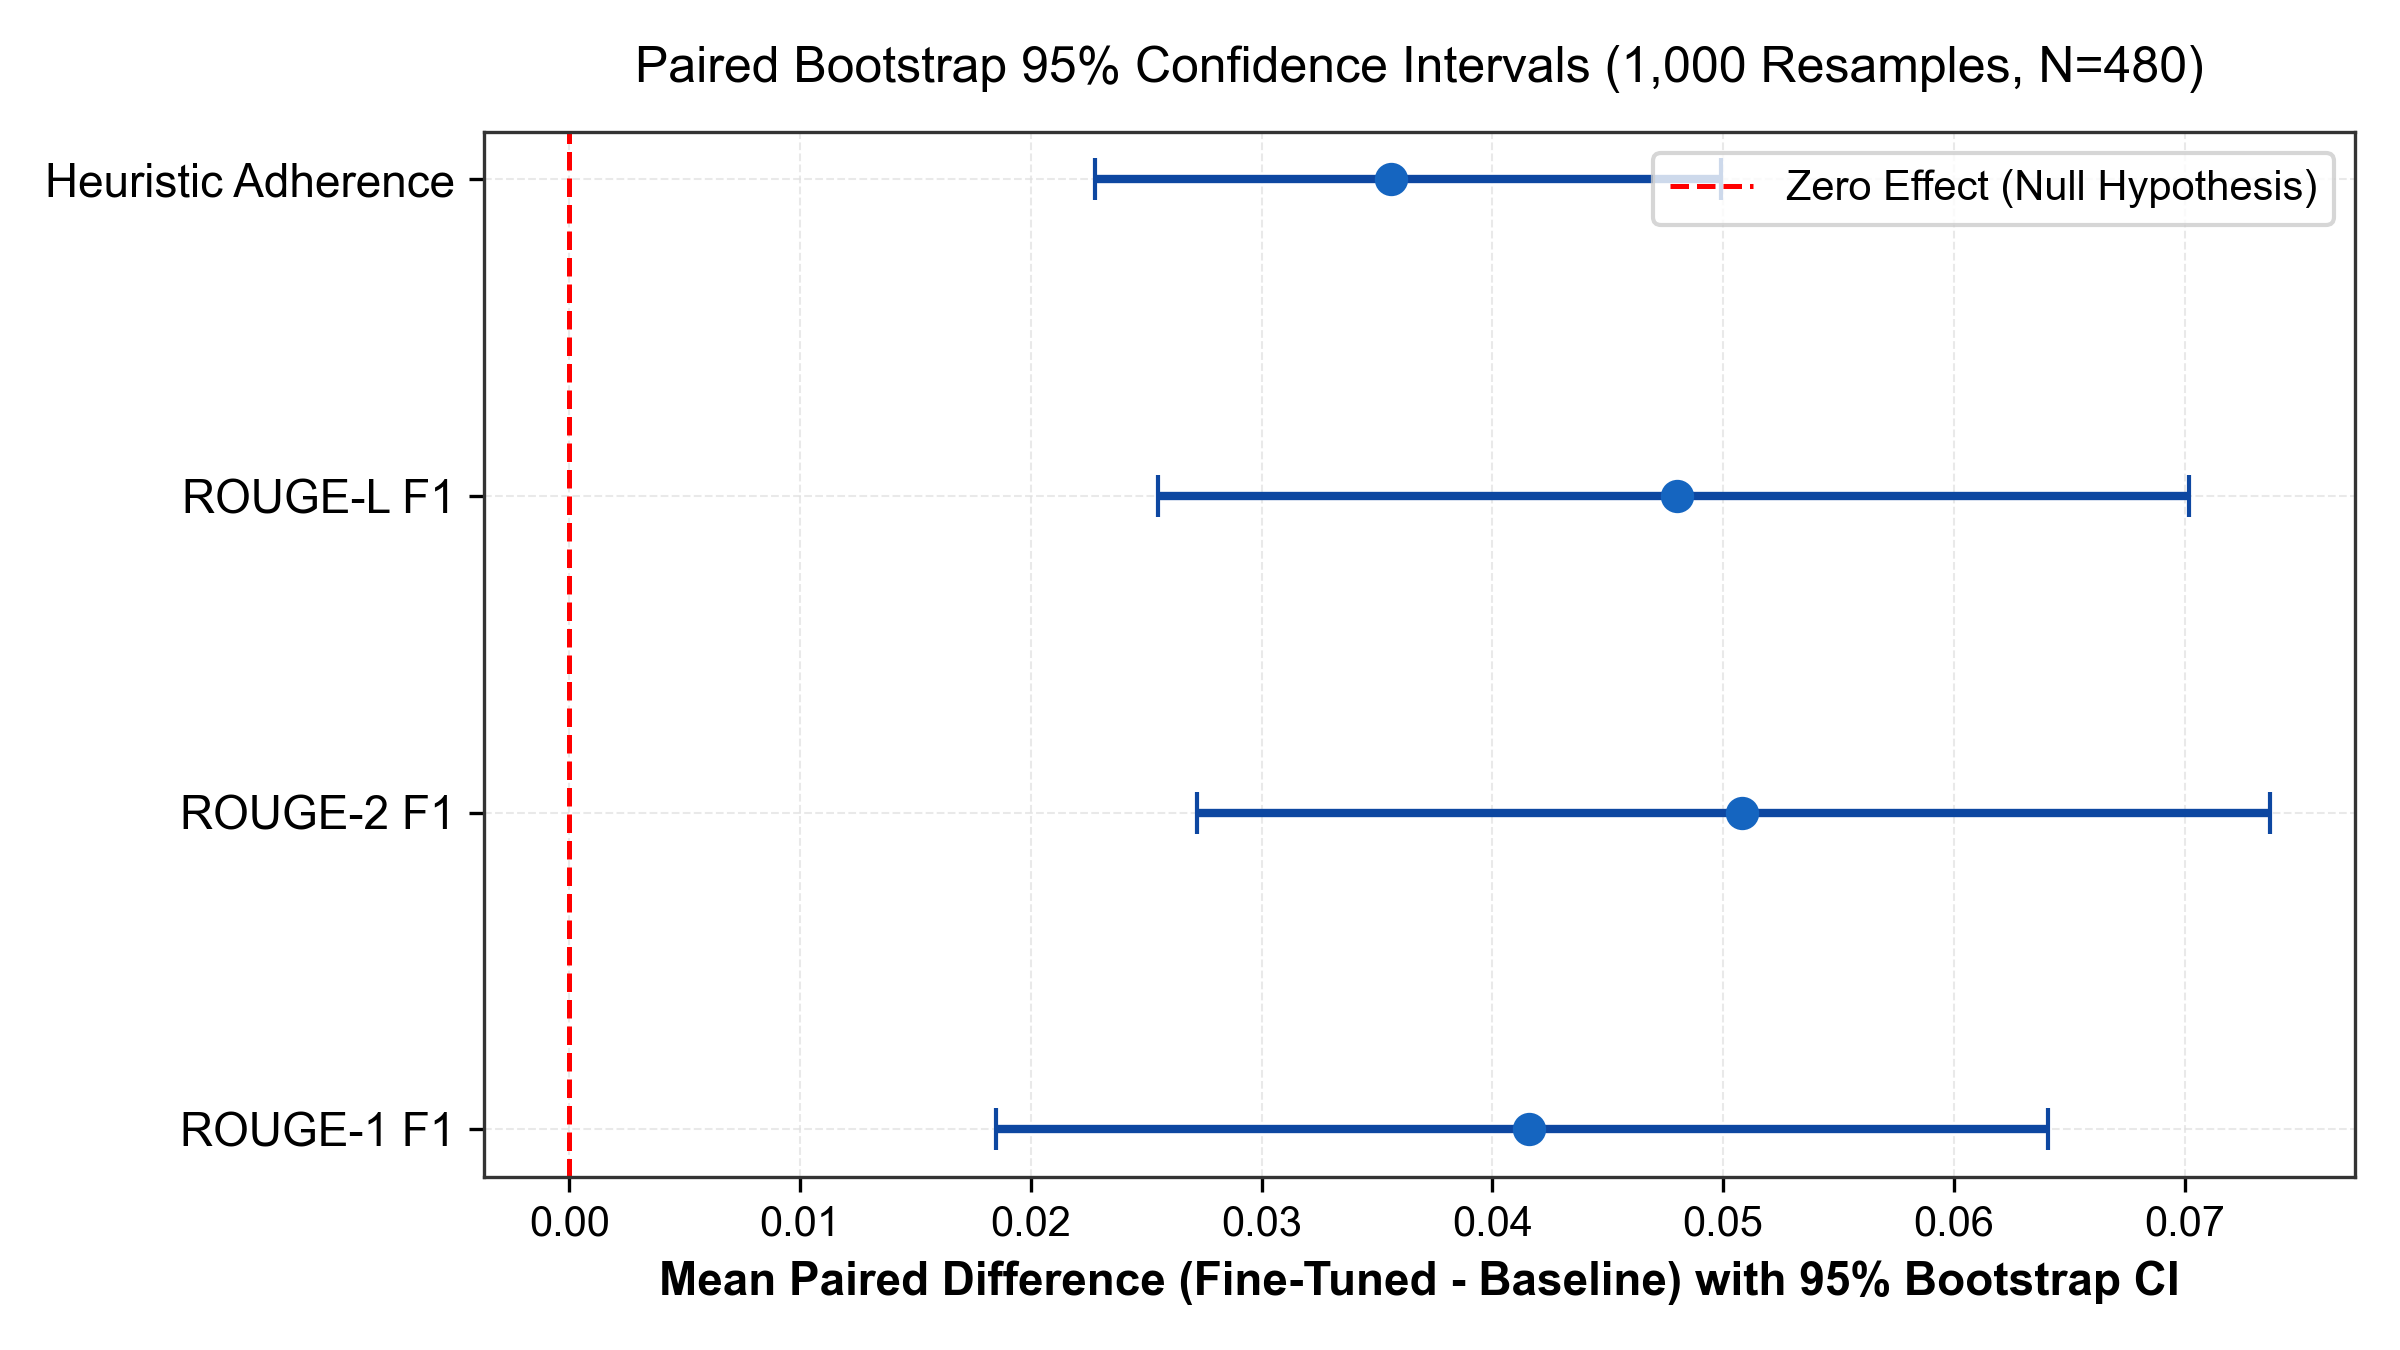 Paired Bootstrap 95% Confidence Intervals (1,000 Resamples, N=480)
Heuristic Adherence
Zero Effect (Null Hypothesis)
ROUGE-L F1
ROUGE-2 F1
ROUGE-1 F1
0.00 0.01 0.02 0.03 0.04 0.05 0.06 0.07
Mean Paired Difference (Fine-Tuned - Baseline) with 95% Bootstrap CI